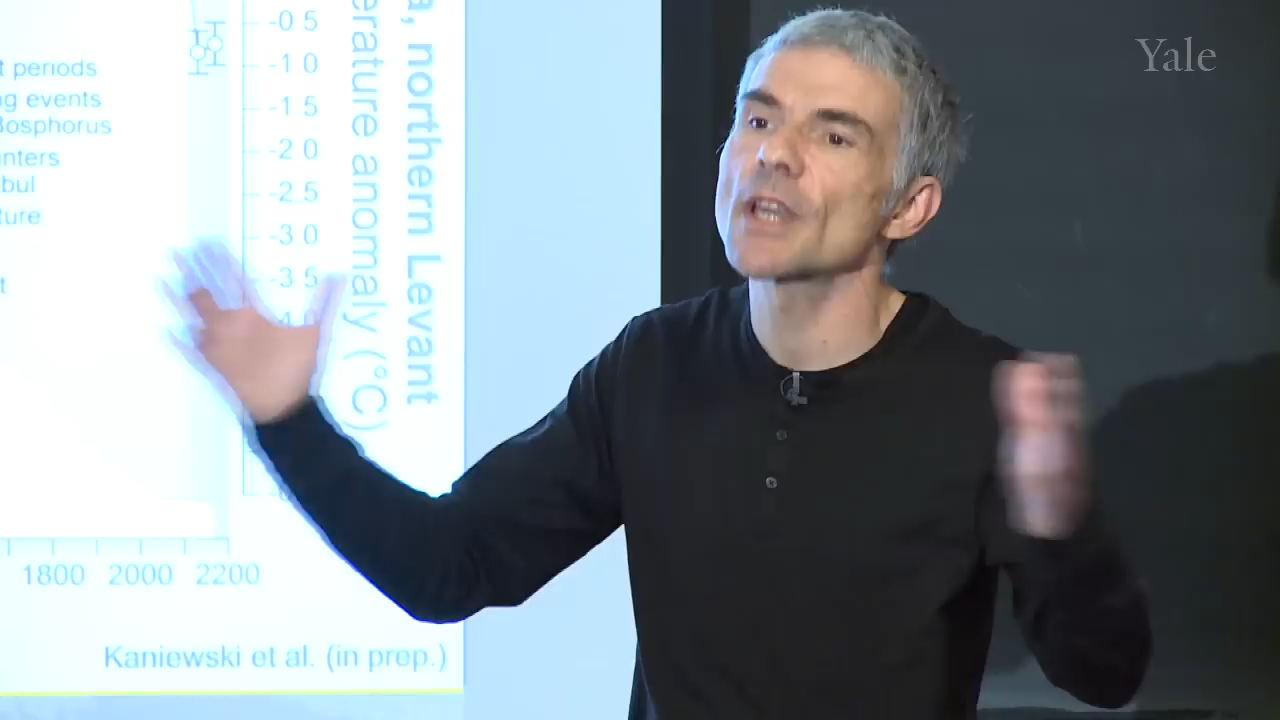 Yale
t periods
ng events
Bosphorus
nters
bul
ture
t
-0 5
-1 0
-1 5
-2 0
-2 5
-3 0
-3 5
a, northern Levant
erature anomaly (°C)
1800 2000 2200
Kaniewski et al. (in prep.)